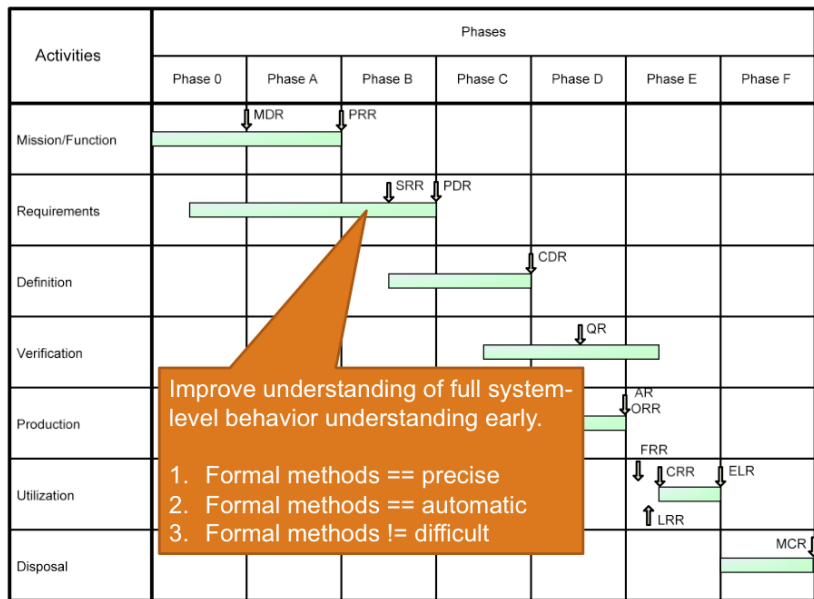 Activities
Phases
Phase 0
Phase A
Phase B
Phase C
Phase D
Phase E
Phase F
Mission/Function
MDR
PRR
Requirements
SRR
PDR
Definition
CDR
Verification
QR
Production
AR
ORR
Utilization
FRR
CRR
ELR
LRR
Disposal
MCR
Improve understanding of full system-
level behavior understanding early.
1. Formal methods == precise
2. Formal methods == automatic
3. Formal methods != difficult